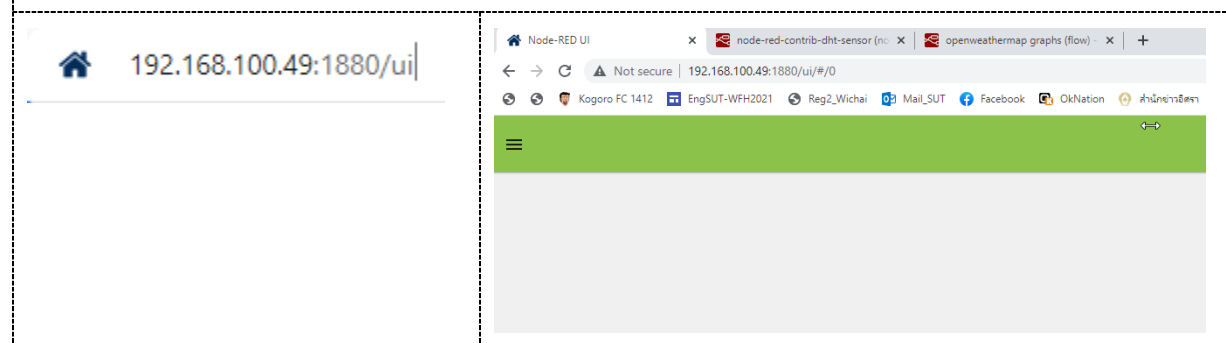 192.168.100.49:1880/ui
Node-RED UI
node-red-contrib-dht-sensor (no
openweathermap graphs (flow) -
Not secure | 192.168.100.49:1880/ui/#/0
Kogoro FC 1412 EngSUT-WFH2021 Reg2_Wichai Mail_SUT Facebook OkNation สำนักข่าวอิศรา